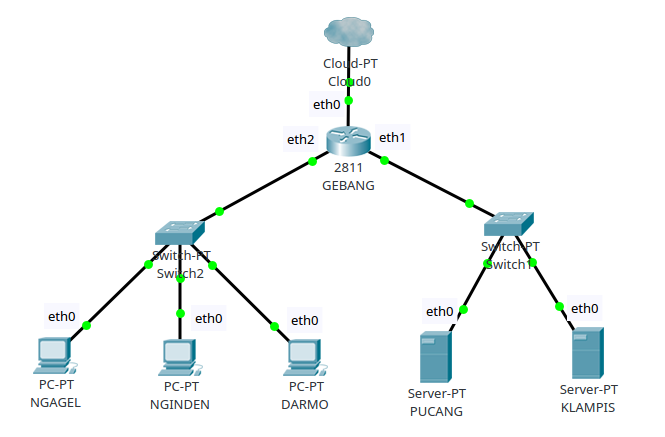 Cloud-PT
Cloud0
eth0
eth2
eth1
2811
GEBANG
Switch-PT
Switch2
Switch-PT
Switch1
eth0
eth0
eth0
eth0
eth0
PC-PT
NGAGEL
PC-PT
NGINDEN
PC-PT
DARMO
Server-PT
PUCANG
Server-PT
KLAMPIS